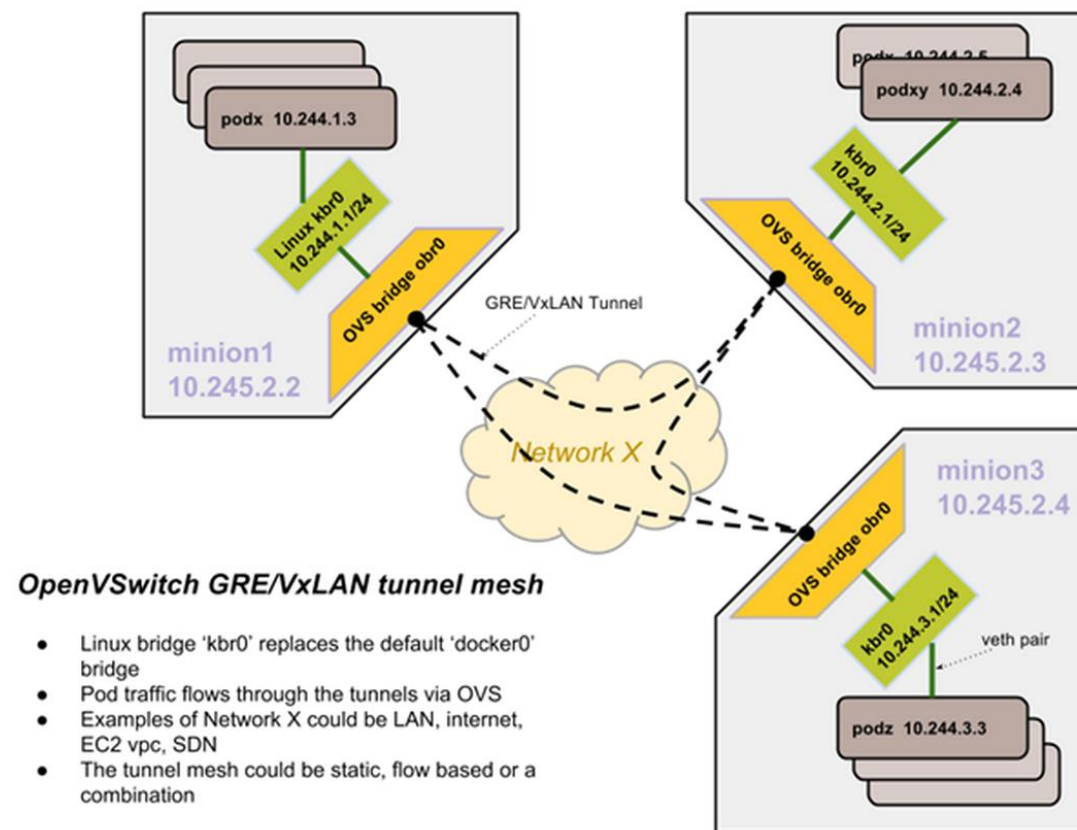 podx 10.244.1.3
Linux kbr0
10.244.1.1/24
OVS bridge obr0
minion1
10.245.2.2
GRE/VxLAN Tunnel
podx 10.244.2.5
podxy 10.244.2.4
kbr0
10.244.2.1/24
OVS bridge obr0
minion2
10.245.2.3
Network X
minion3
10.245.2.4
OVS bridge obr0
kbr0
10.244.3.1/24
veth pair
podz 10.244.3.3
OpenVSwitch GRE/VxLAN tunnel mesh
● Linux bridge ‘kbr0’ replaces the default ‘docker0’
bridge
● Pod traffic flows through the tunnels via OVS
● Examples of Network X could be LAN, internet,
EC2 vpc, SDN
● The tunnel mesh could be static, flow based or a
combination